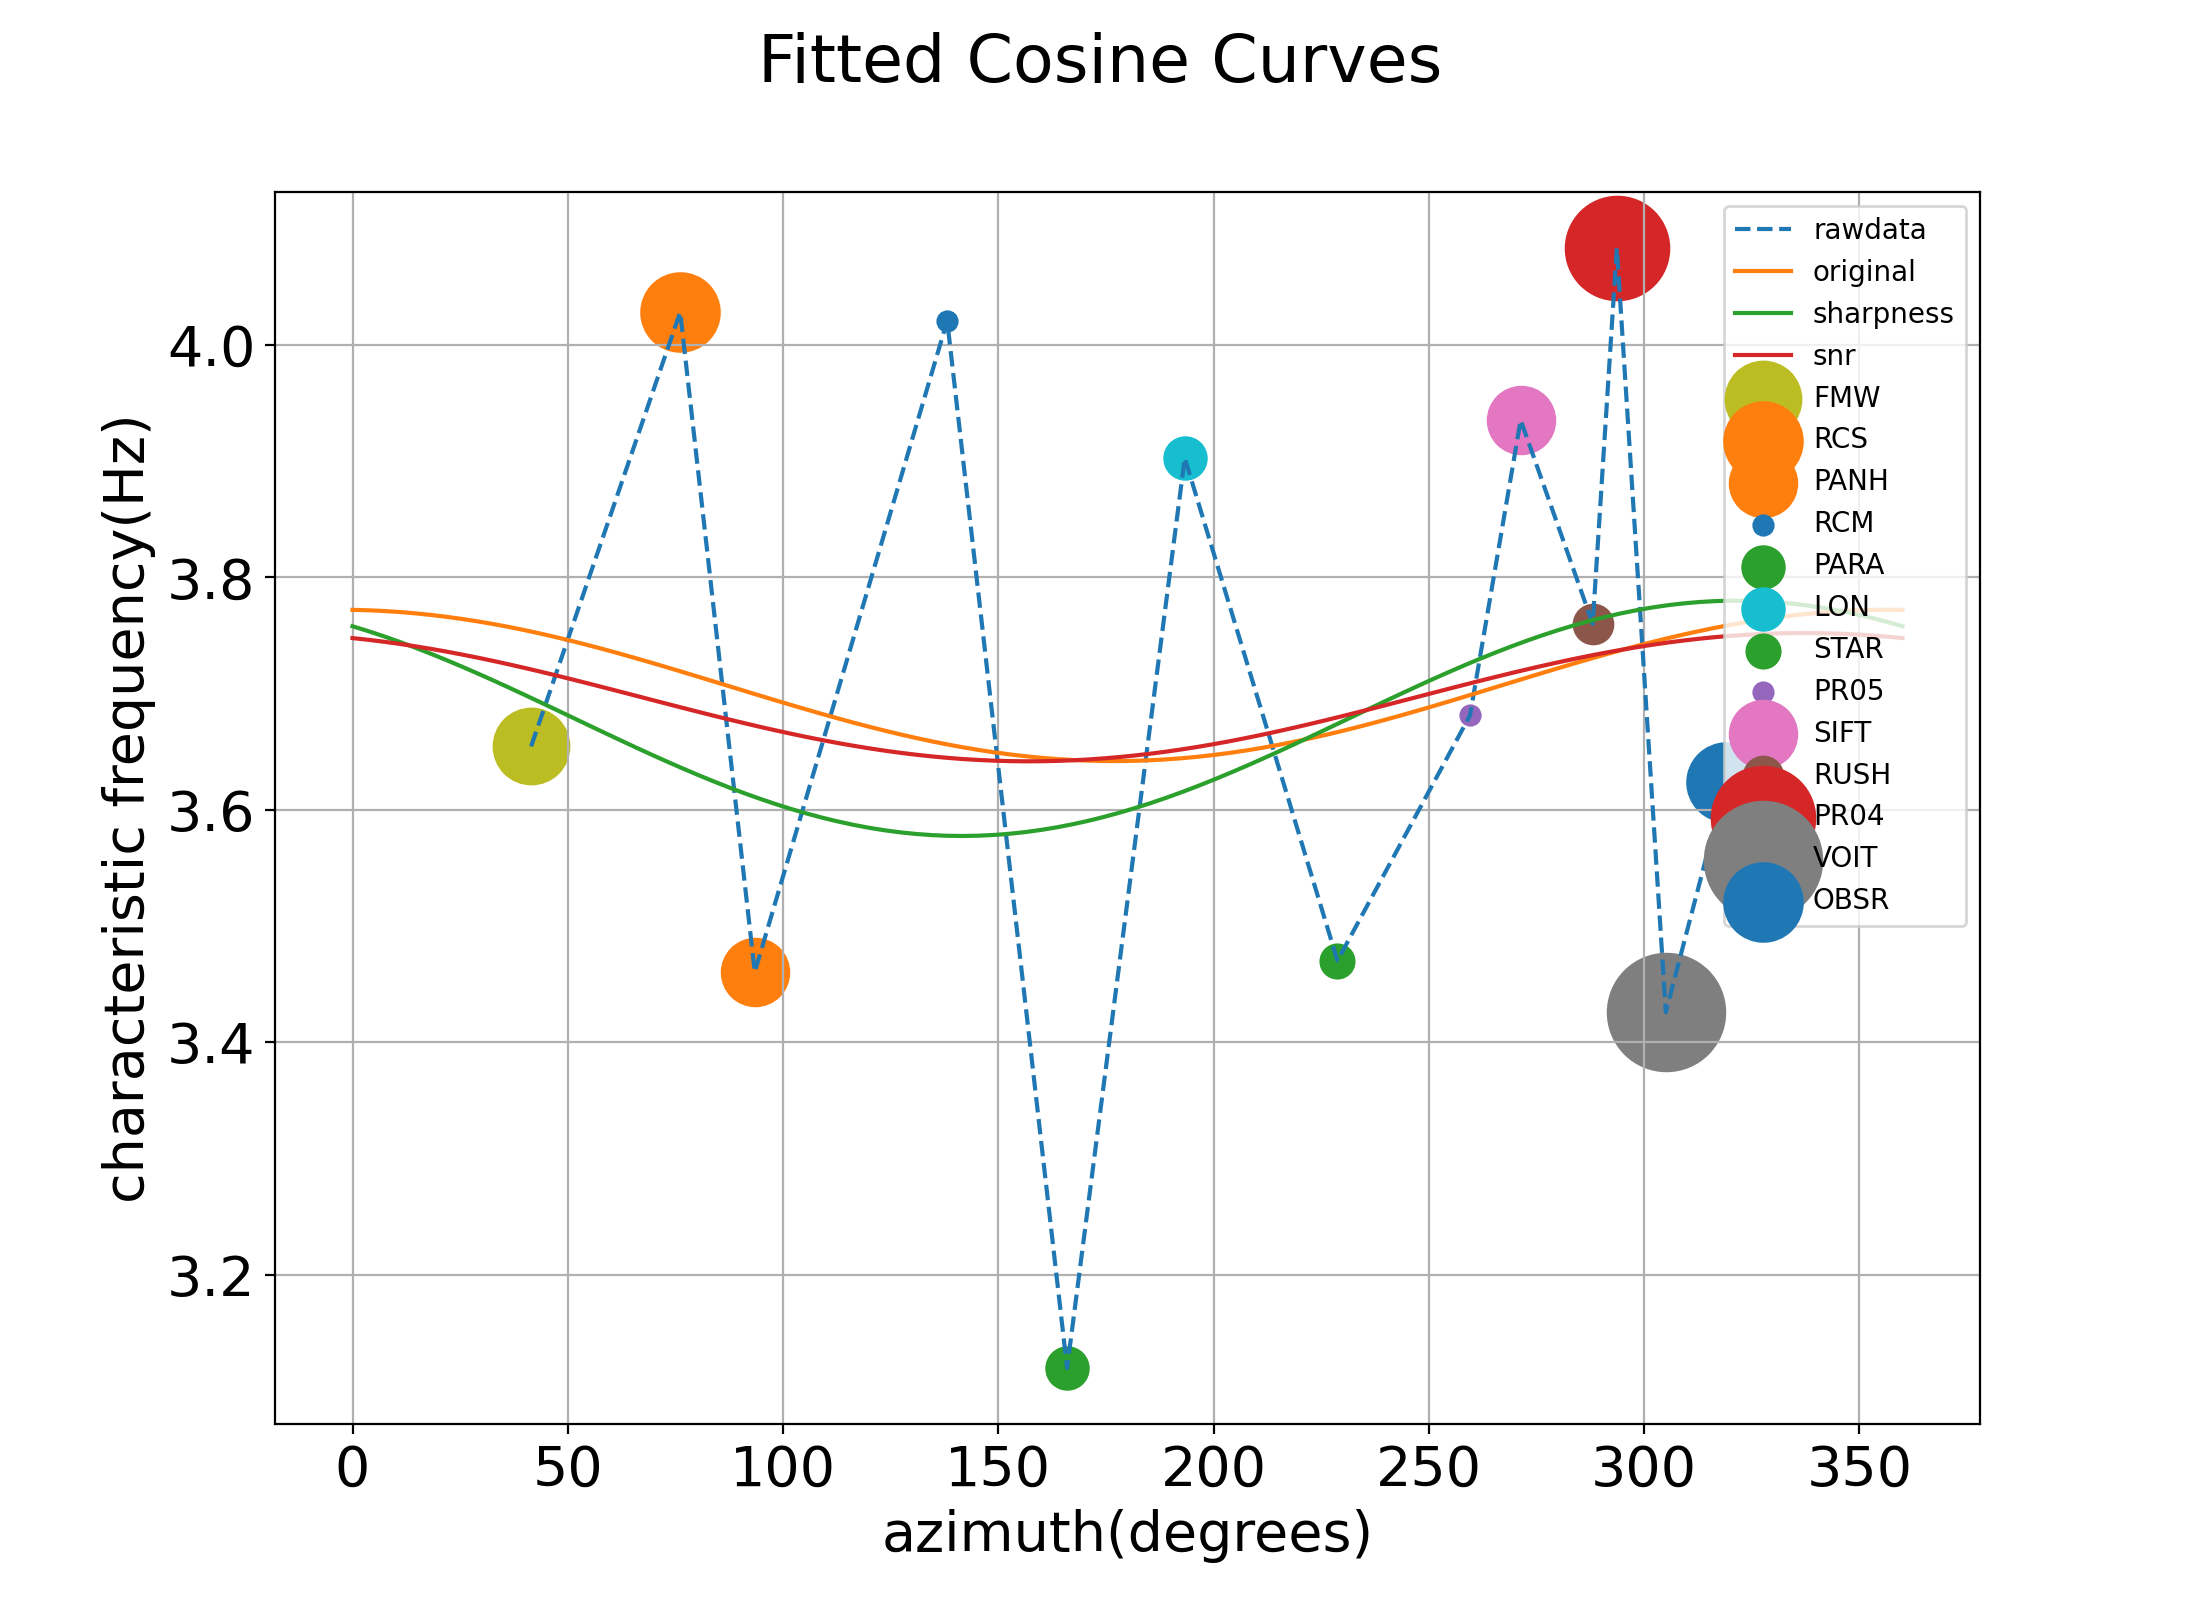 Fitted Cosine Curves
characteristic frequency(Hz)
4.0
3.8
3.6
3.4
3.2
0 50 100 150 200 250 300 350
azimuth(degrees)
rawdata
original
sharpness
snr
FMW
RCS
PANH
RCM
PARA
LON
STAR
PR05
SIFT
RUSH
PR04
VOIT
OBSR